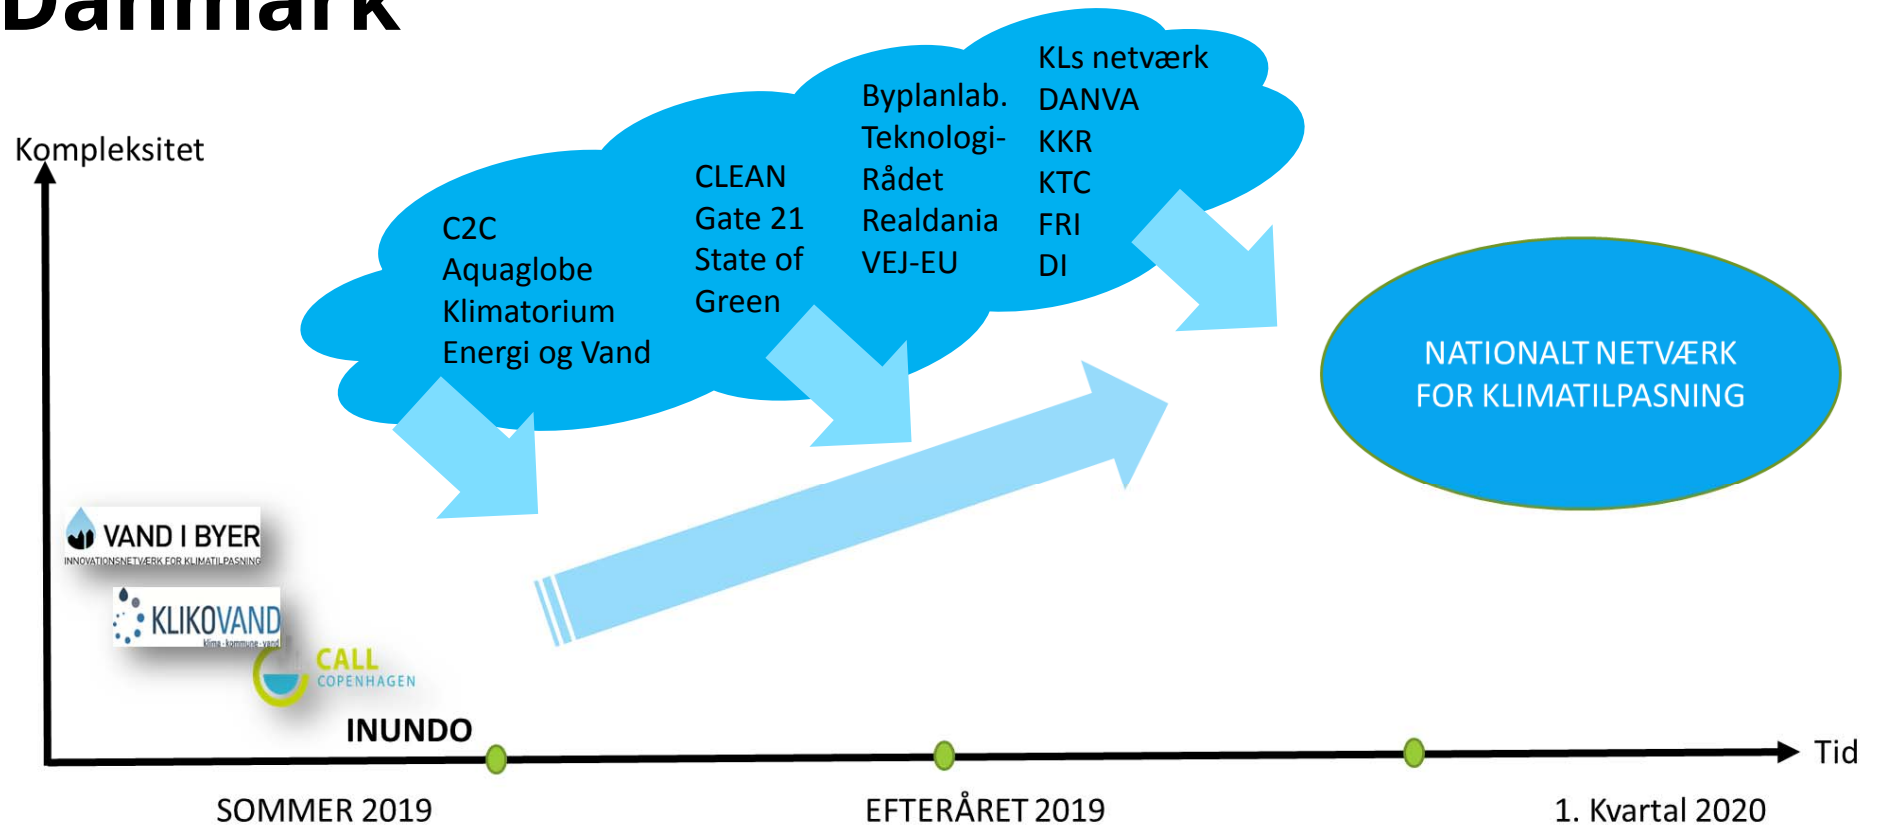 Danmark
Kompleksitet
C2C
Aquaglobe
Klimatorium
Energi og Vand
CLEAN
Gate 21
State of
Green
Byplanlab.
Teknologi-
Rådet
Realdania
VEJ-EU
KLs netværk
DANVA
KKR
KTC
FRI
DI
NATIONALT NETVÆRK
FOR KLIMATILPASNING
VAND I BYER
INNOVATIONSNETVÆRK FOR KLIMATILPASNING
KLIKOVAND
klima - kommune - vand
CALL
COPENHAGEN
INUNDO
Tid
SOMMER 2019
EFTERÅRET 2019
1. Kvartal 2020